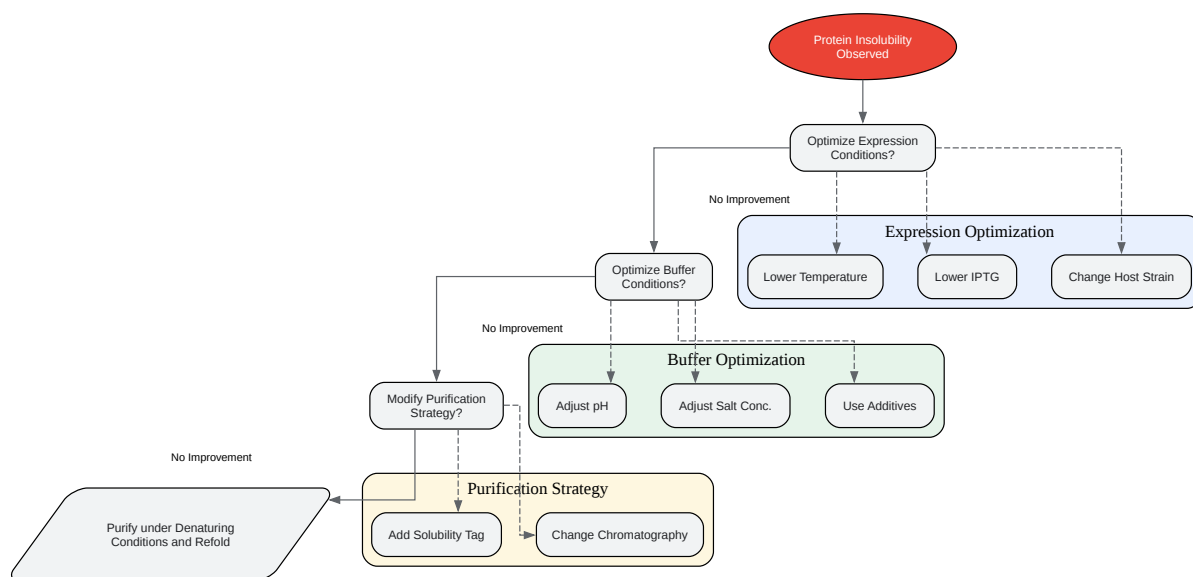 Protein Insolubility
Observed
Optimize Expression
Conditions?
No Improvement
Expression Optimization
Lower Temperature
Lower IPTG
Change Host Strain
Optimize Buffer
Conditions?
No Improvement
Buffer Optimization
Adjust pH
Adjust Salt Conc.
Use Additives
Modify Purification
Strategy?
No Improvement
Purification Strategy
Add Solubility Tag
Change Chromatography
Purify under Denaturing
Conditions and Refold